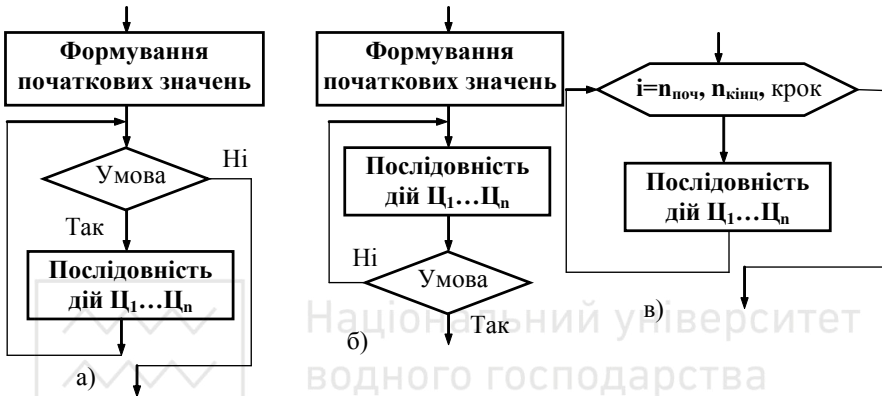 Формування
початкових значень
Умова
Ні
Так
Послідовність
дій Ц₁…Цₙ
а)
Формування
початкових значень
Послідовність
дій Ц₁…Цₙ
Ні
Умова
Так
б)
i=nпоч, nкінц, крок
Послідовність
дій Ц₁…Цₙ
в)
Національний університет
водного господарства